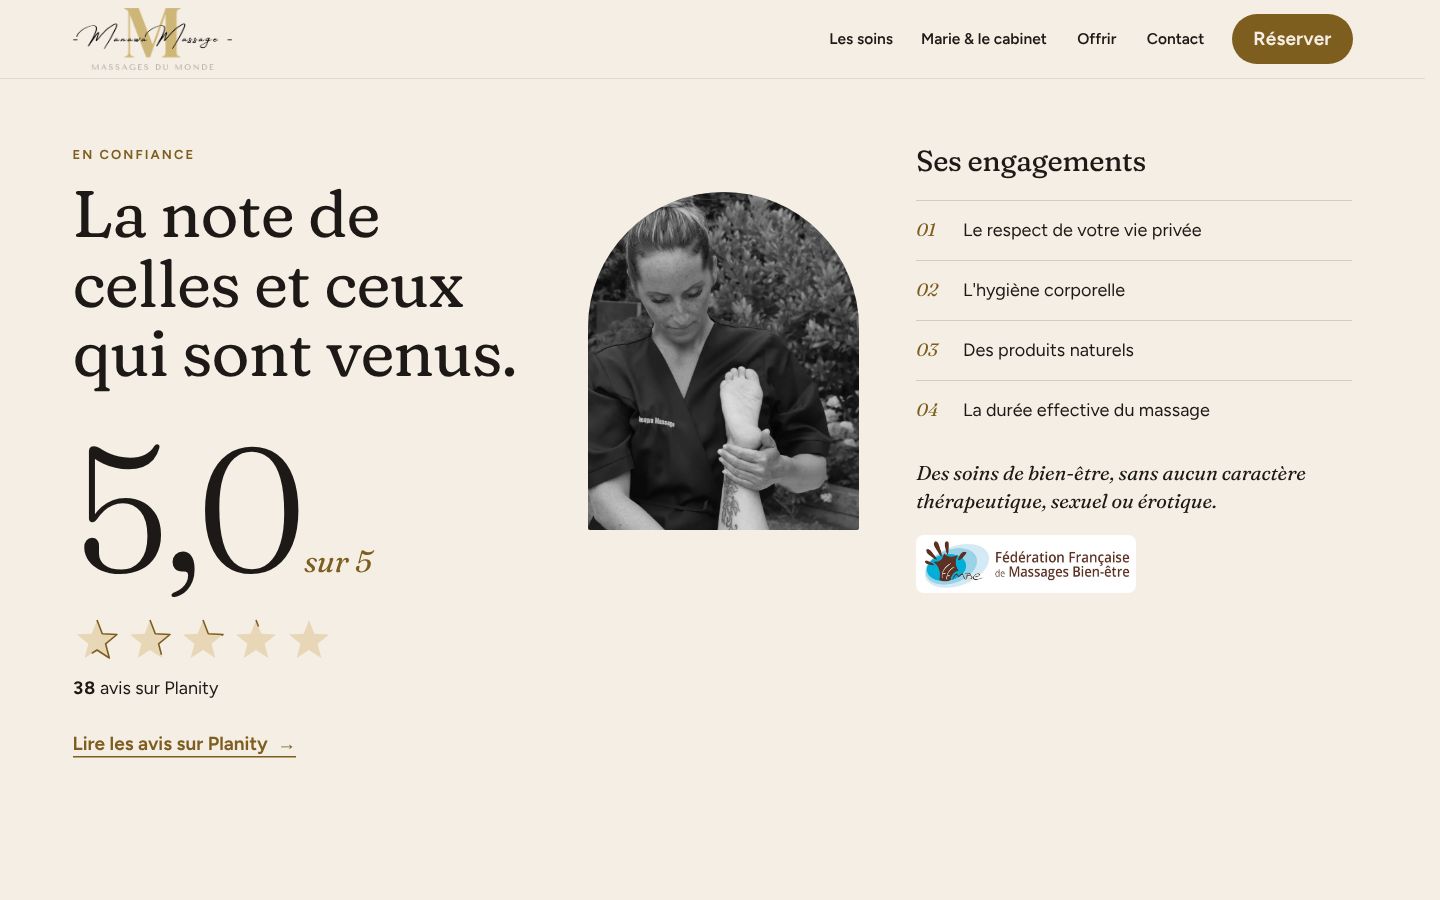 Manawa Massage
M
MASSAGES DU MONDE
Les soins
Marie & le cabinet
Offrir
Contact
Réserver
EN CONFIANCE
La note de
celles et ceux
qui sont venus.
5,0 sur 5
38 avis sur Planity
Lire les avis sur Planity →
Massage
Ses engagements
01 Le respect de votre vie privée
02 L'hygiène corporelle
03 Des produits naturels
04 La durée effective du massage
Des soins de bien-être, sans aucun caractère
thérapeutique, sexuel ou érotique.
Fédération Française
de Massages Bien-être